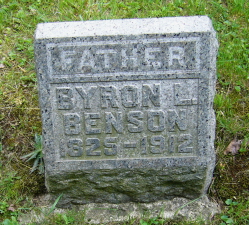 FATHER
BYRON L.
BENSON
1825-1912